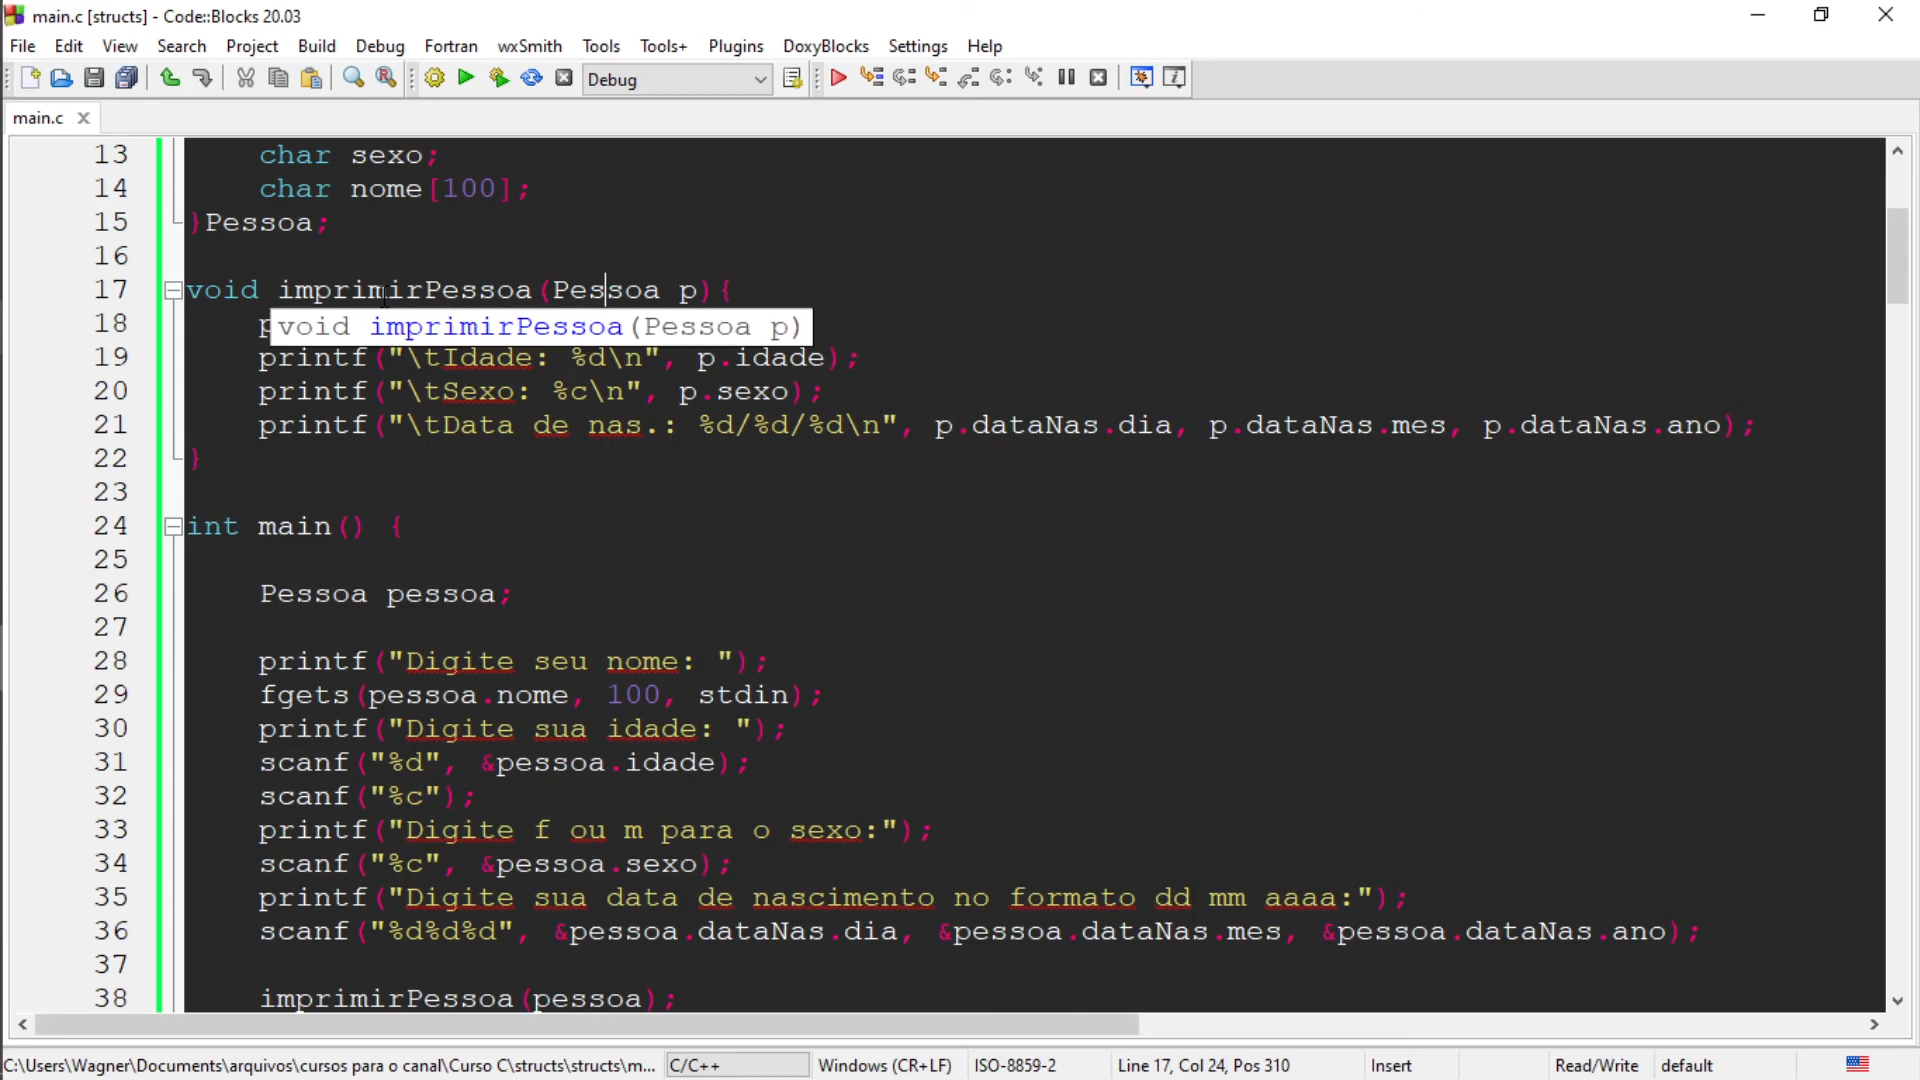 main.c [structs] - Code::Blocks 20.03
File Edit View Search Project Build Debug Fortran wxSmith Tools Tools+ Plugins DoxyBlocks Settings Help
Debug
main.c
13 char sexo;
14 char nome[100];
15 }Pessoa;
16
17 void imprimirPessoa(Pessoa p){
18 p
void imprimirPessoa(Pessoa p)
19 printf("\tIdade: %d\n", p.idade);
20 printf("\tSexo: %c\n", p.sexo);
21 printf("\tData de nas.: %d/%d/%d\n", p.dataNas.dia, p.dataNas.mes, p.dataNas.ano);
22 }
23
24 int main() {
25
26 Pessoa pessoa;
27
28 printf("Digite seu nome: ");
29 fgets(pessoa.nome, 100, stdin);
30 printf("Digite sua idade: ");
31 scanf("%d", &pessoa.idade);
32 scanf("%c");
33 printf("Digite f ou m para o sexo:");
34 scanf("%c", &pessoa.sexo);
35 printf("Digite sua data de nascimento no formato dd mm aaaa:");
36 scanf("%d%d%d", &pessoa.dataNas.dia, &pessoa.dataNas.mes, &pessoa.dataNas.ano);
37
38 imprimirPessoa(pessoa);
C:\Users\Wagner\Documents\arquivos\cursos para o canal\Curso C\structs\structs\m... C/C++ Windows (CR+LF) ISO-8859-2 Line 17, Col 24, Pos 310 Insert Read/Write default